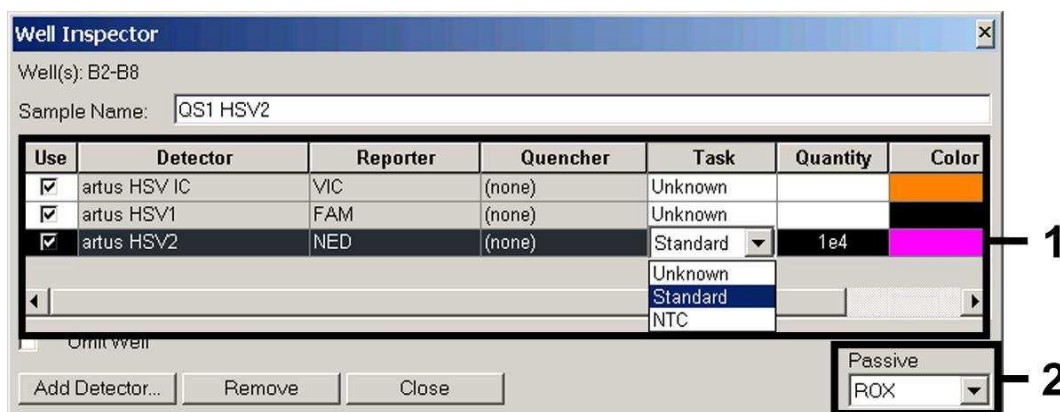 Well Inspector
Well(s): B2-B8
Sample Name: QS1 HSV2
Use Detector Reporter Quencher Task Quantity Color
artus HSV IC VIC (none) Unknown
artus HSV1 FAM (none) Unknown
artus HSV2 NED (none) Standard 1e4
1
Unknown
Standard
NTC
Omit Well
Passive
Add Detector... Remove Close ROX
2